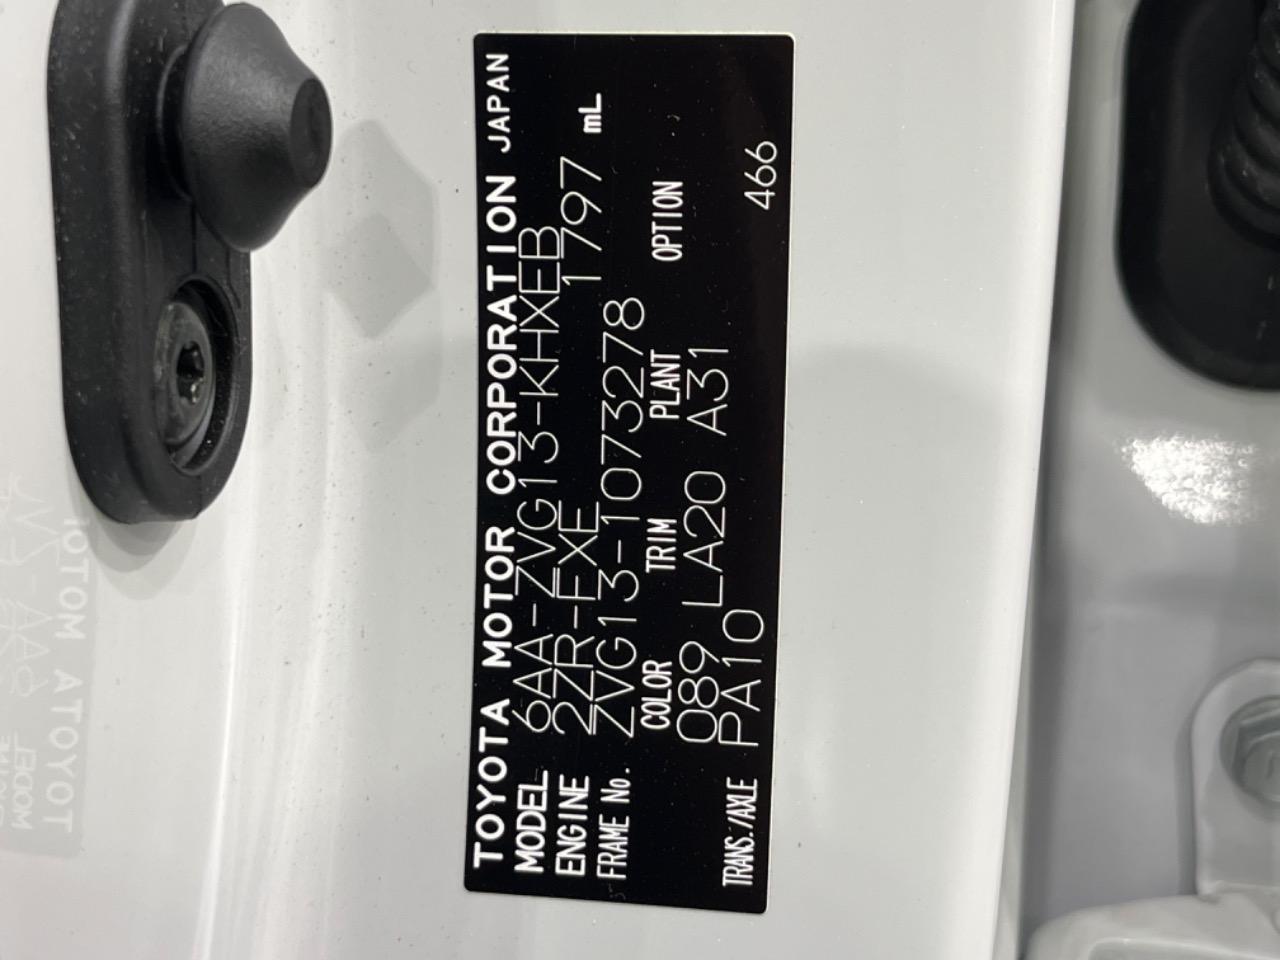 TOYOTA MOTOR CORPORATION JAPAN
MODEL 6AA-ZVG13-KHXEB
ENGINE 2ZR-FXE 1797 mL
FRAME No. ZVG13-1073278
COLOR TRIM PLANT OPTION
089 LA20 A31
TRANS./AXLE PA10 466